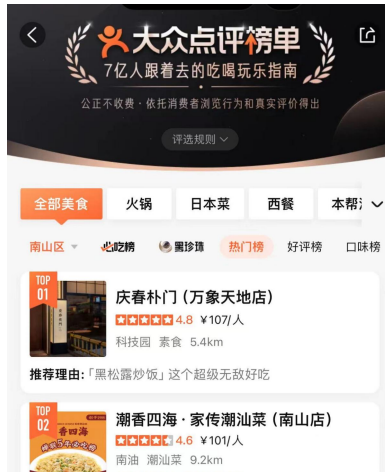 大众点评榜单
7亿人跟着去的吃喝玩乐指南
公正不收费·依托消费者浏览行为和真实评价得出
评选规则
全部美食 火锅 日本菜 西餐 本帮
南山区 必吃榜 黑珍珠 热门榜 好评榜 口味榜
TOP
01
庆春朴门（万象天地店）
4.8 ¥107/人
科技园 素食 5.4km
推荐理由:「黑松露炒饭」这个超级无敌好吃
TOP
02
香四海
潮香四海·家传潮汕菜（南山店）
4.6 ¥101/人
南油 潮汕菜 9.2km